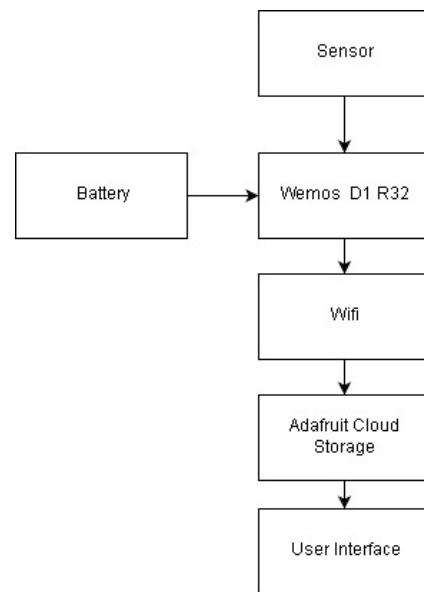 Sensor
Battery
Wemos D1 R32
Wifi
Adafruit Cloud
Storage
User Interface